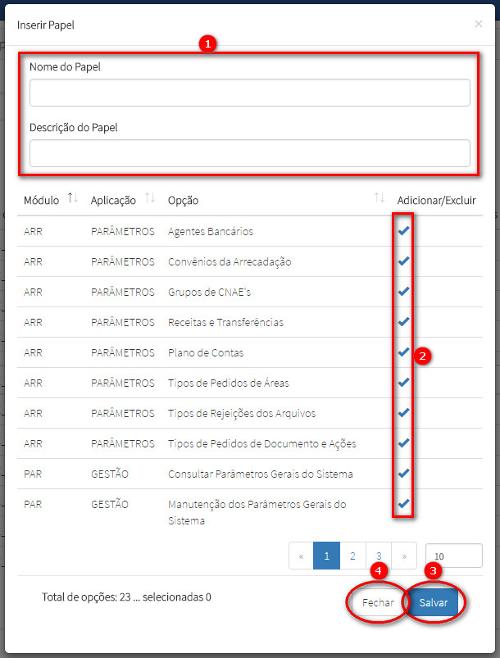 Inserir Papel ×
1
Nome do Papel
Descrição do Papel
Módulo Aplicação Opção Adicionar/Excluir
ARR PARÂMETROS Agentes Bancários
ARR PARÂMETROS Convênios da Arrecadação
ARR PARÂMETROS Grupos de CNAE's
ARR PARÂMETROS Receitas e Transferências
ARR PARÂMETROS Plano de Contas
2
ARR PARÂMETROS Tipos de Pedidos de Áreas
ARR PARÂMETROS Tipos de Rejeições dos Arquivos
ARR PARÂMETROS Tipos de Pedidos de Documento e Ações
PAR GESTÃO Consultar Parâmetros Gerais do Sistema
PAR GESTÃO Manutenção dos Parâmetros Gerais do
Sistema
« 1 2 3 » 10
4 3
Total de opções: 23 ... selecionadas 0 Fechar Salvar